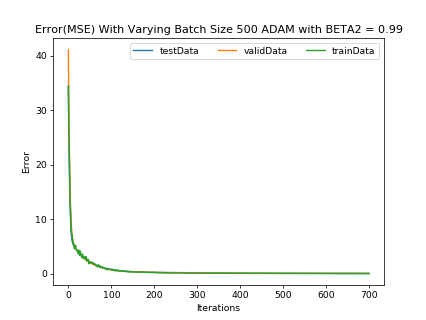 Error(MSE) With Varying Batch Size 500 ADAM with BETA2 = 0.99
testData validData trainData
40
30
20
10
0
Error
0 100 200 300 400 500 600 700
Iterations